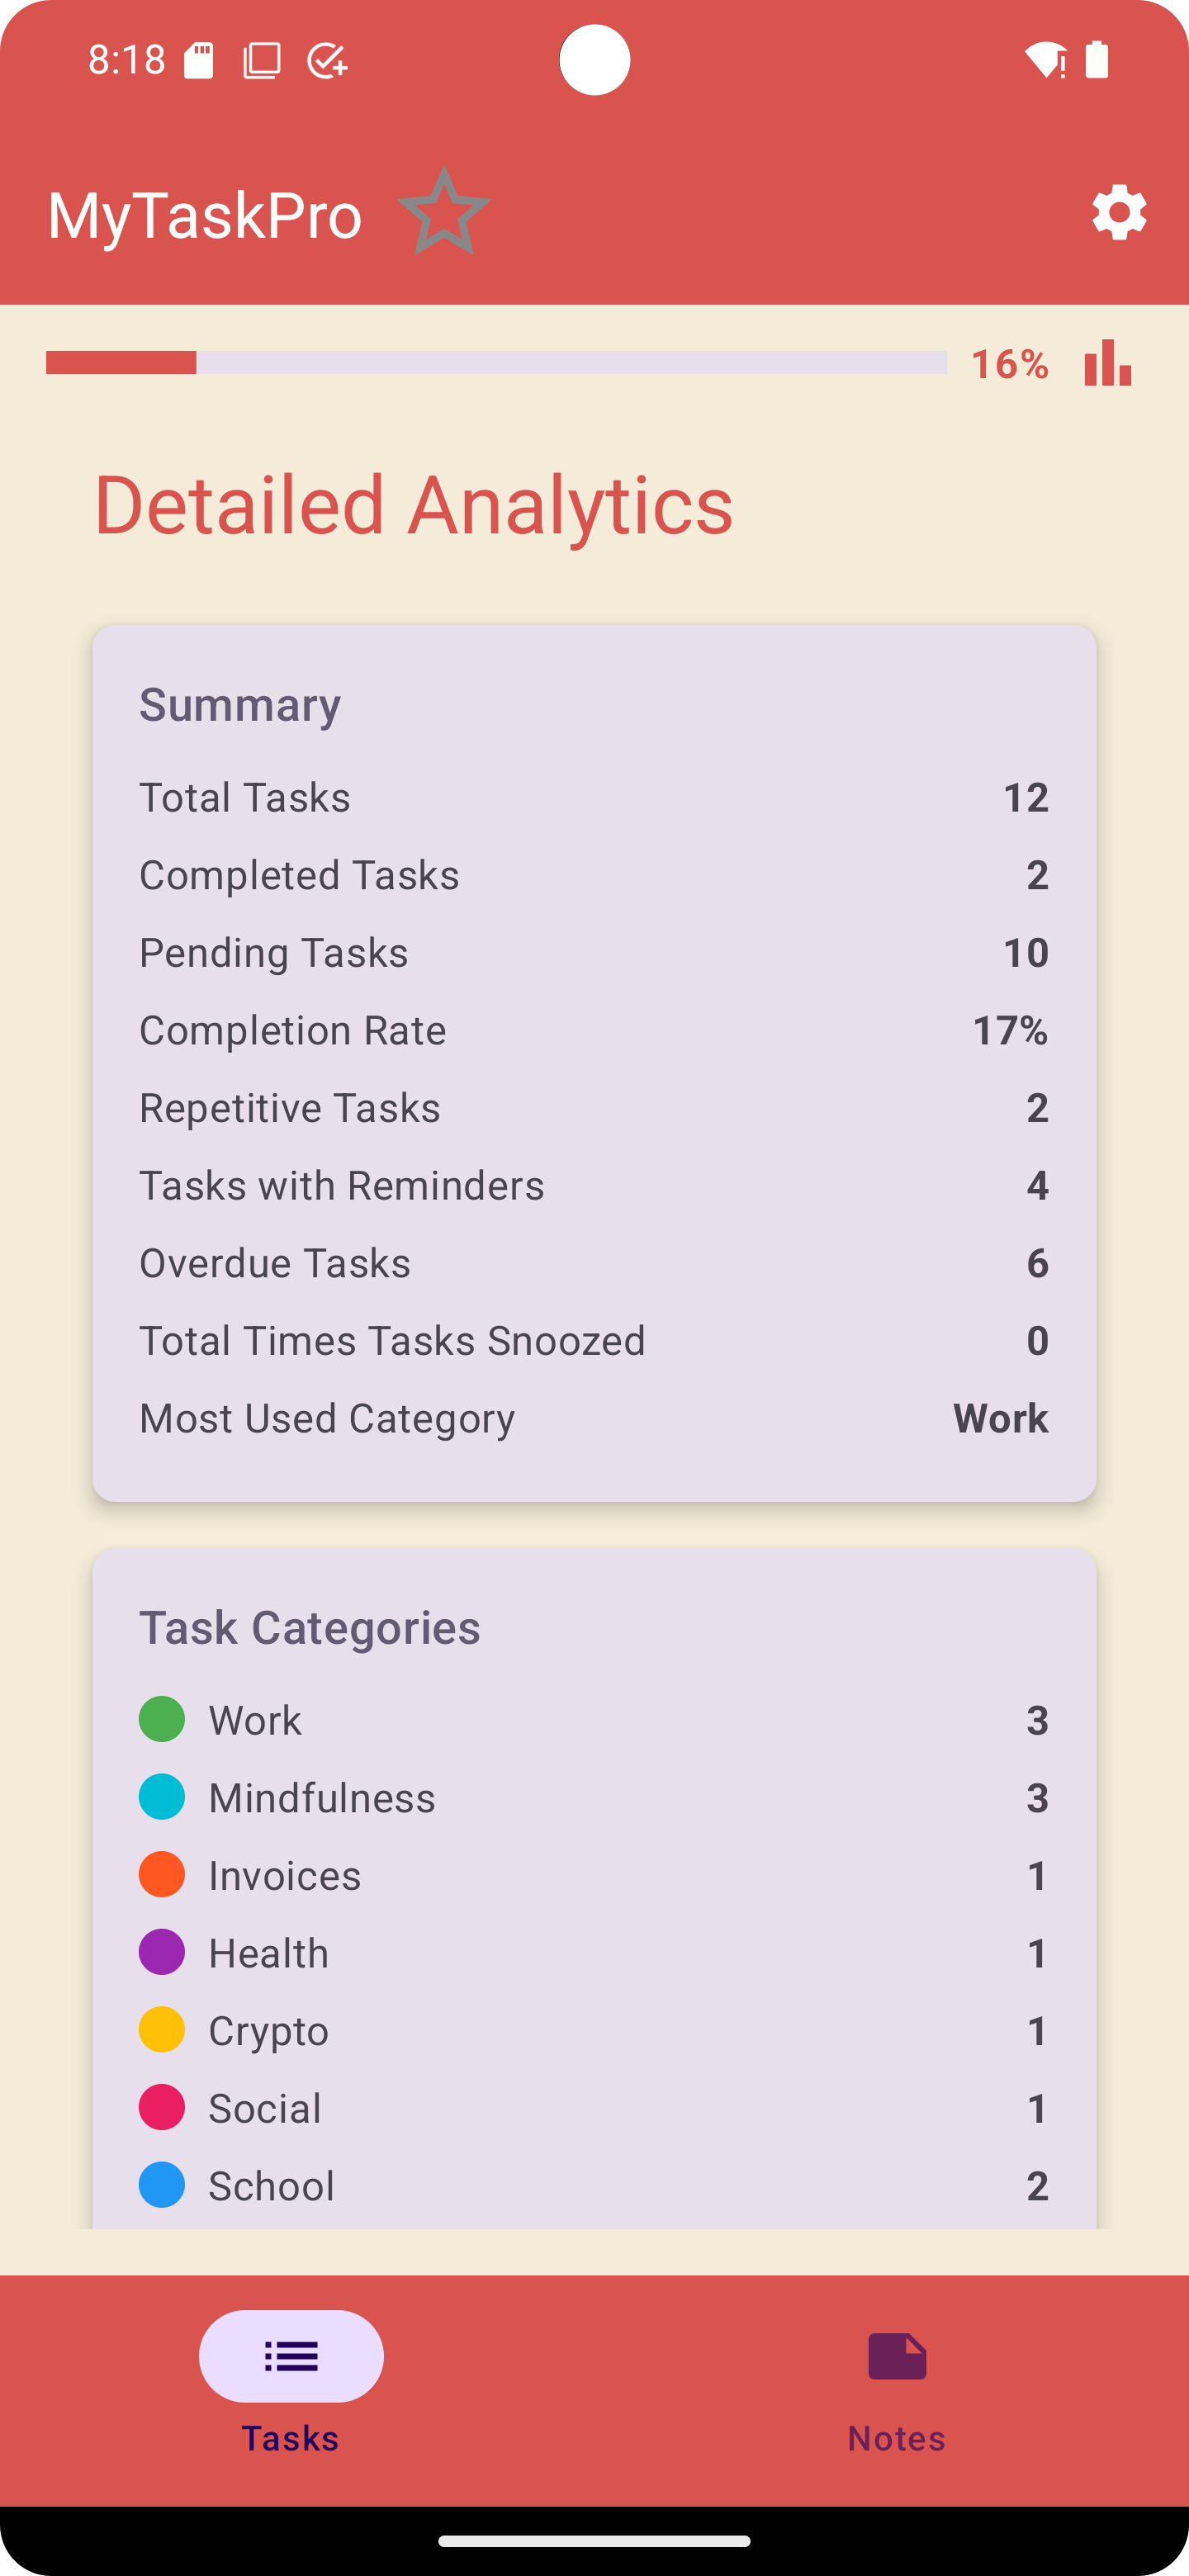 8:18
MyTaskPro
16%
Detailed Analytics
Summary
Total Tasks 12
Completed Tasks 2
Pending Tasks 10
Completion Rate 17%
Repetitive Tasks 2
Tasks with Reminders 4
Overdue Tasks 6
Total Times Tasks Snoozed 0
Most Used Category Work
Task Categories
Work 3
Mindfulness 3
Invoices 1
Health 1
Crypto 1
Social 1
School 2
Tasks Notes